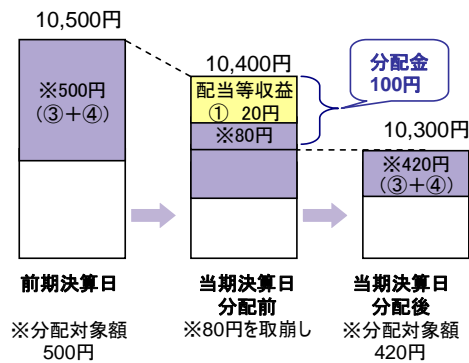 10,500円
※500円
(③+④)
10,400円
配当等収益
① 20円
※80円
分配金
100円
10,300円
※420円
(③+④)
前期決算日
当期決算日
分配前
当期決算日
分配後
※分配対象額
500円
※80円を取崩し
※分配対象額
420円